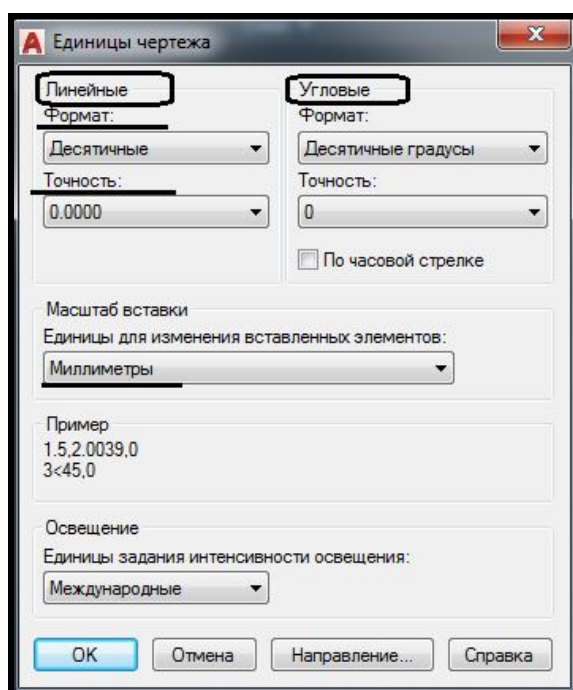 Единицы чертежа
Линейные
Формат:
Десятичные
Точность:
0.0000
Угловые
Формат:
Десятичные градусы
Точность:
0
По часовой стрелке
Масштаб вставки
Единицы для изменения вставленных элементов:
Миллиметры
Пример
1.5,2.0039,0
3<45,0
Освещение
Единицы задания интенсивности освещения:
Международные
OK Отмена Направление... Справка